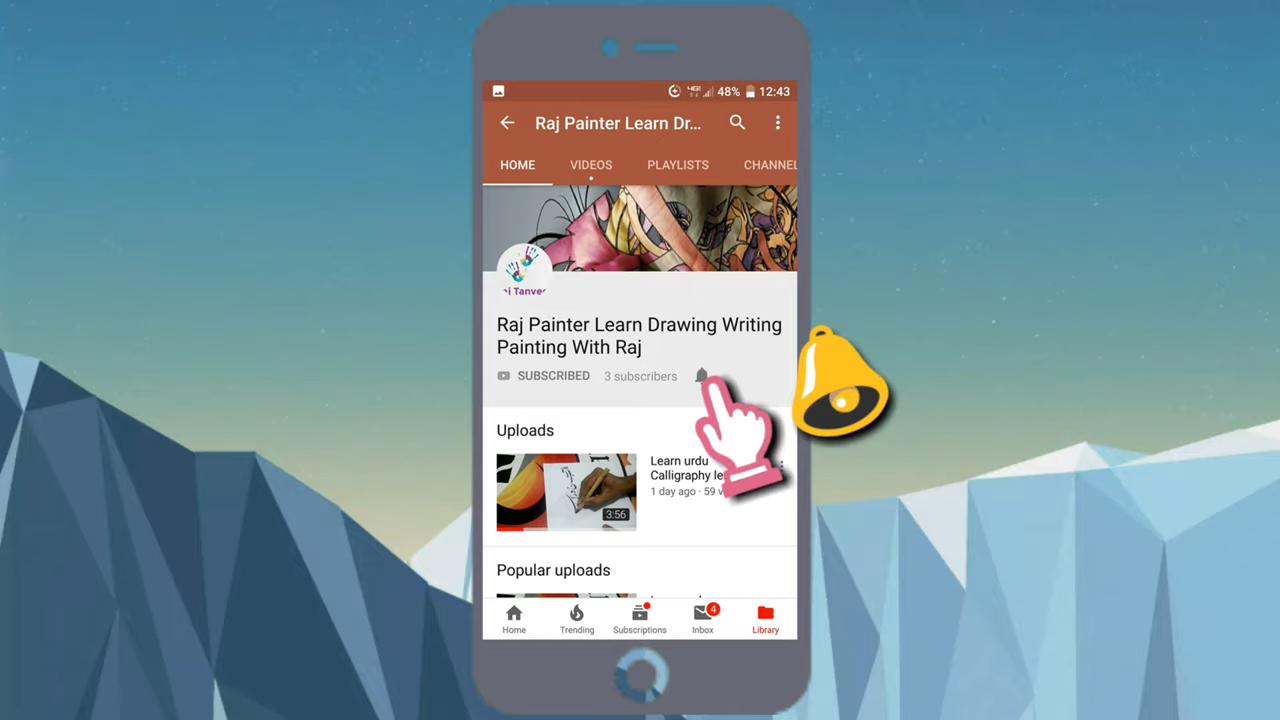 48% 12:43
Raj Painter Learn Dr...
HOME VIDEOS PLAYLISTS CHANNEL
Raj Painter Learn Drawing Writing
Painting With Raj
SUBSCRIBED 3 subscribers
Uploads
Learn urdu
Calligraphy le
1 day ago · 59 v
3:56
Popular uploads
4
Home Trending Subscriptions Inbox Library